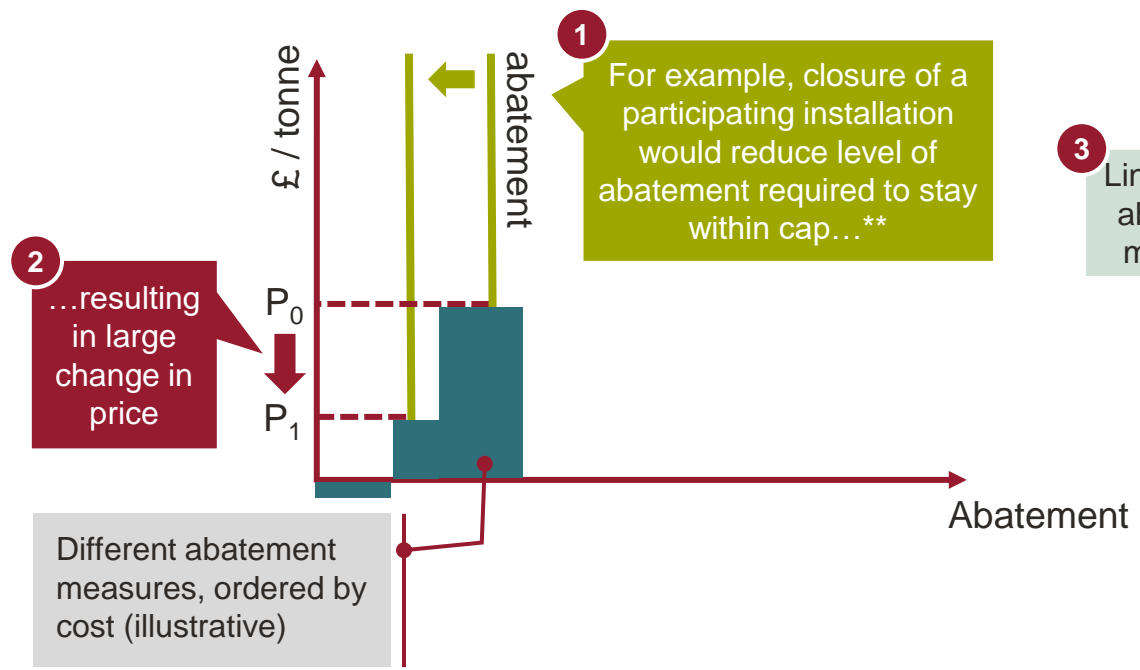 £ / tonne
abatement
1
For example, closure of a
participating installation
would reduce level of
abatement required to stay
within cap…**
2
…resulting
in large
change in
price
P0
P1
3
Abatement
Different abatement
measures, ordered by
cost (illustrative)